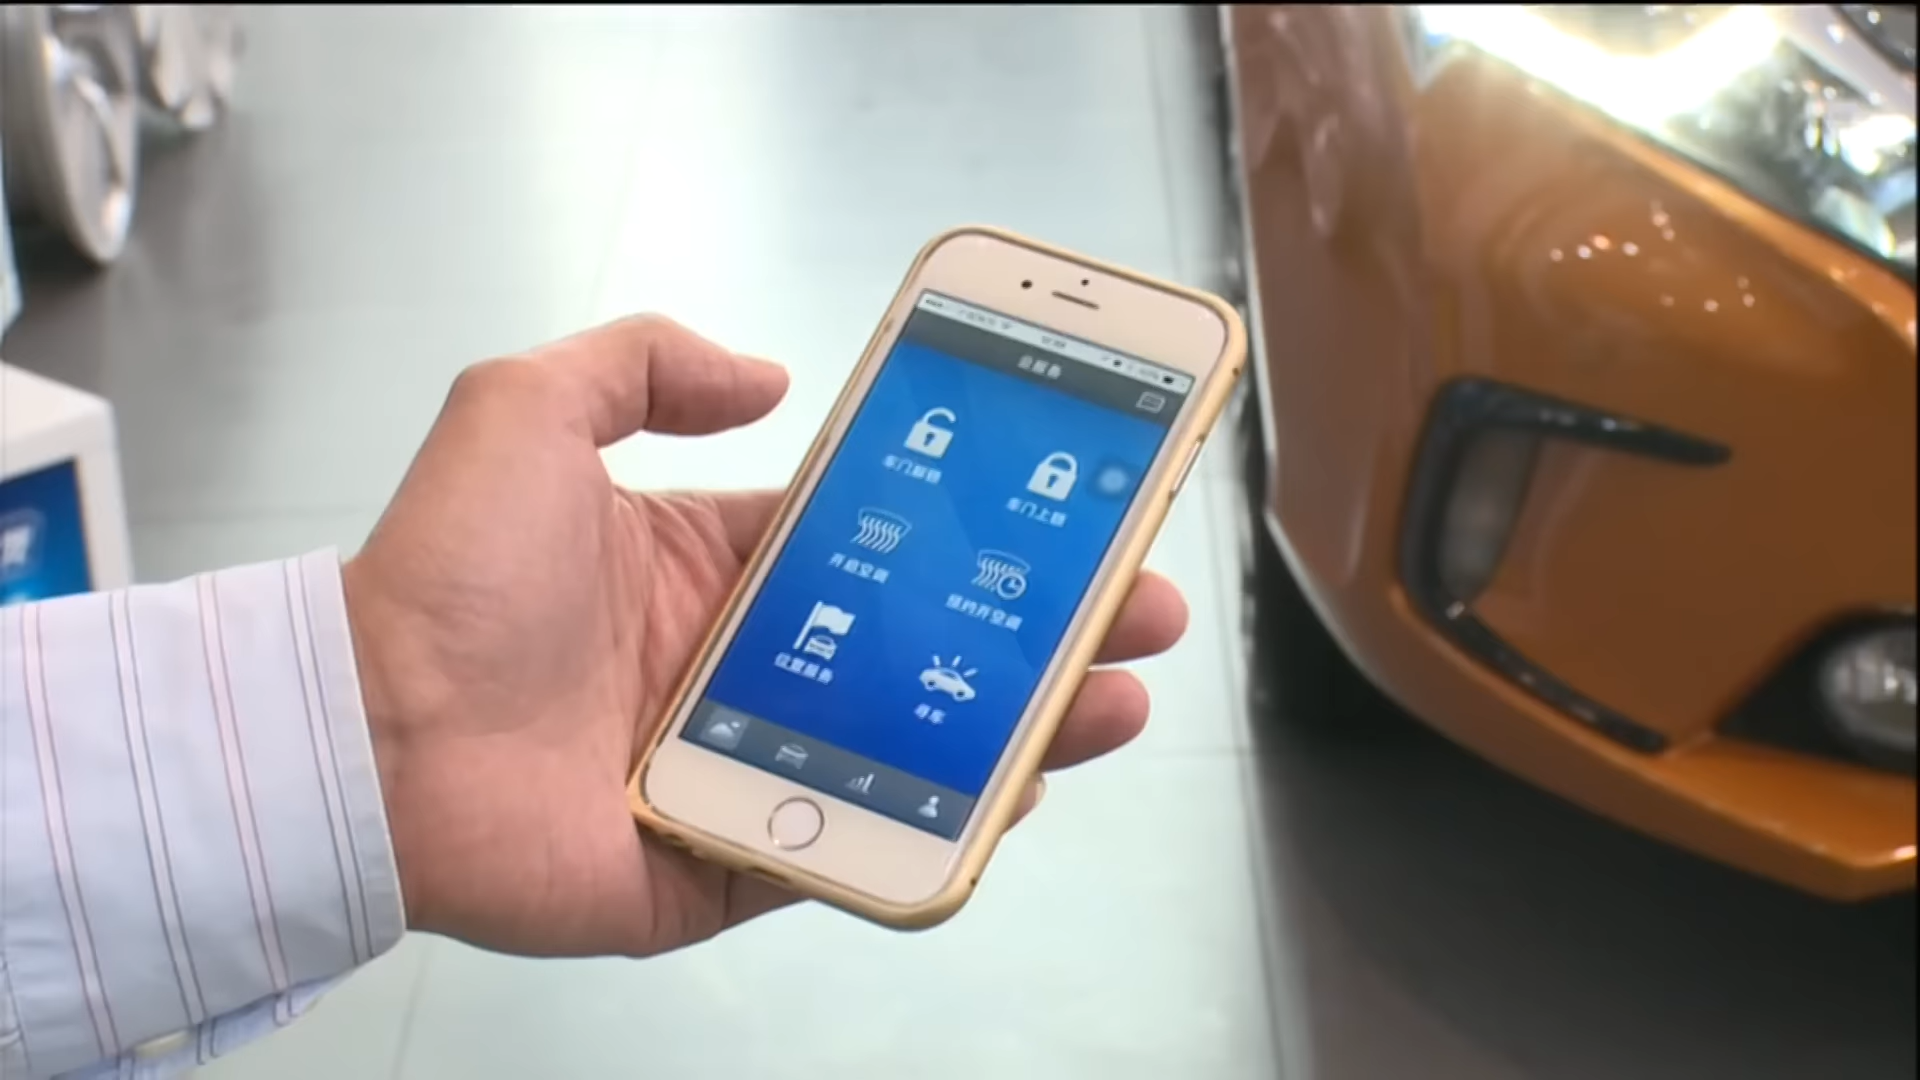 云服务
车门解锁
车门上锁
开启空调
预约开空调
位置服务
寻车